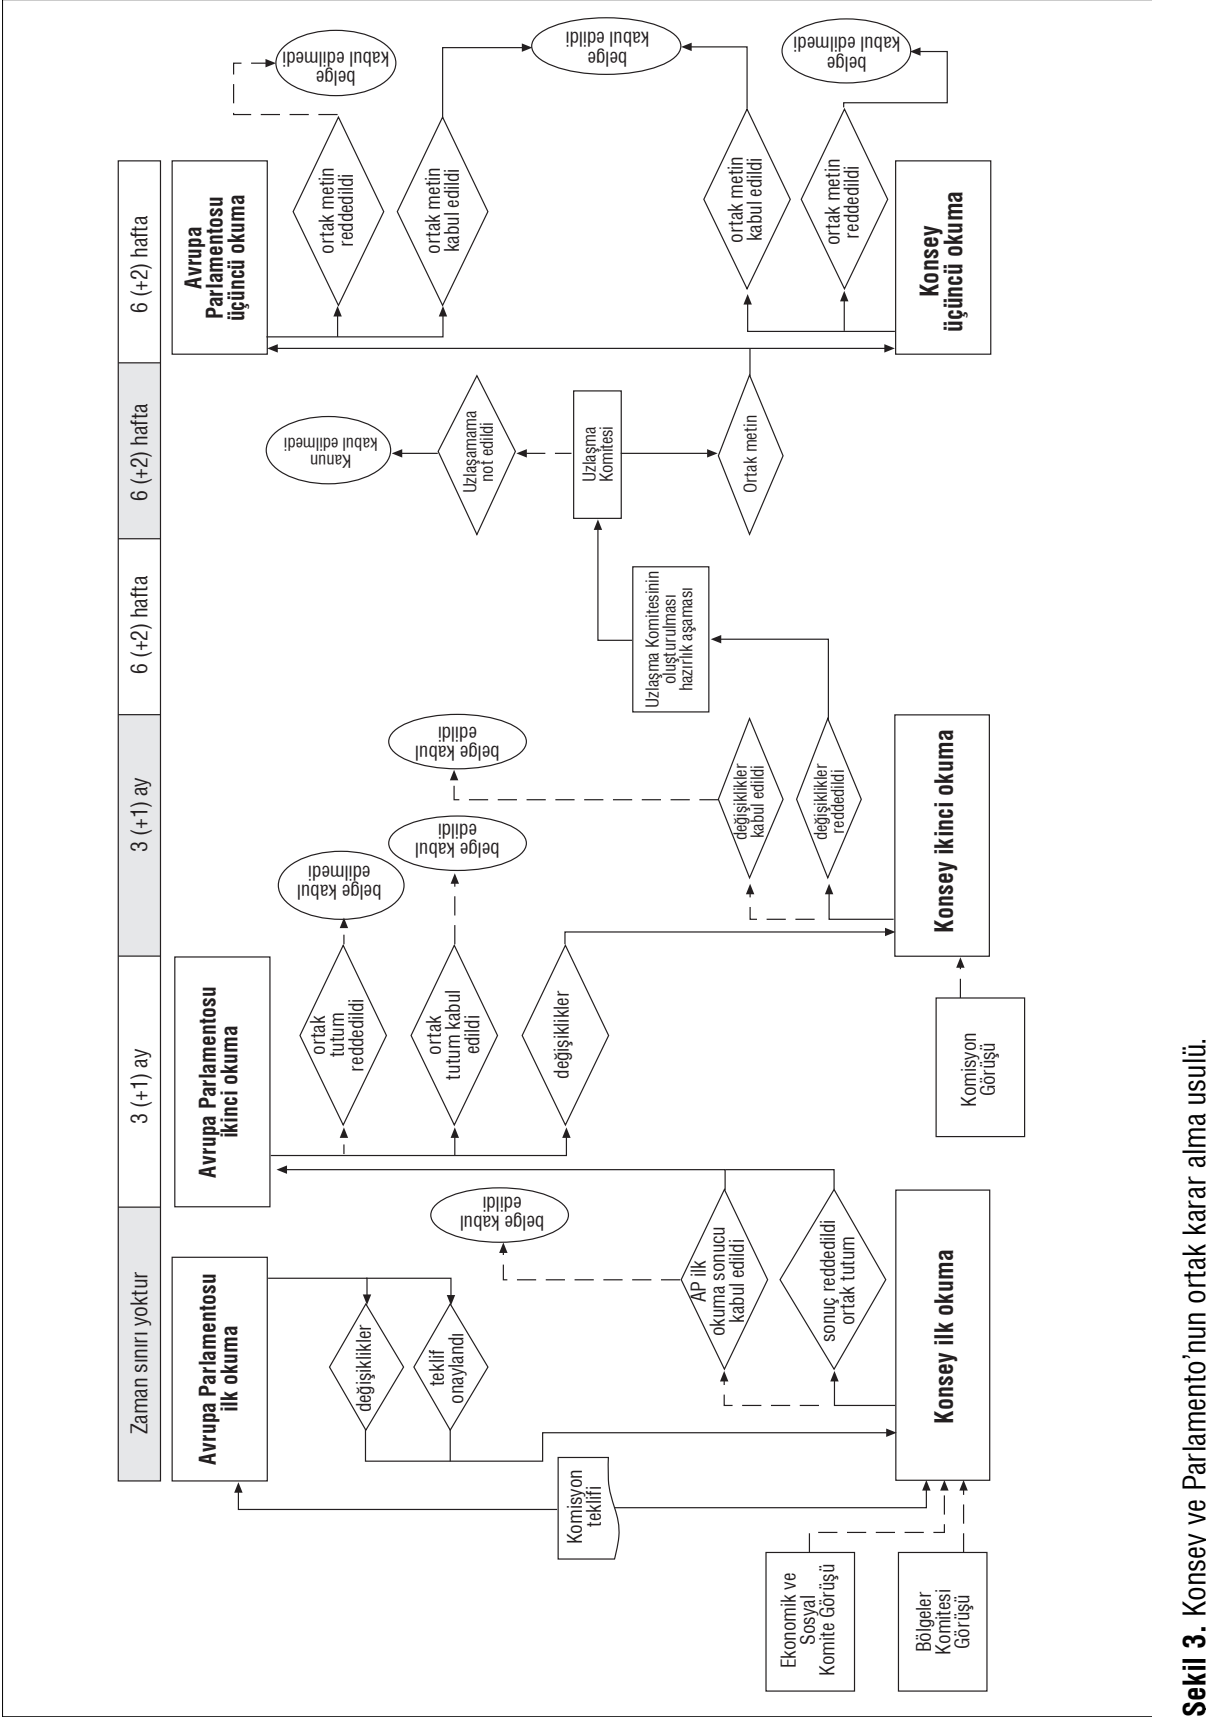 Zaman sınırı yoktur
3 (+1) ay
3 (+1) ay
6 (+2) hafta
6 (+2) hafta
6 (+2) hafta
Avrupa Parlamentosu
ilk okuma
değişiklikler
teklif
onaylandı
Komisyon
teklifi
Ekonomik ve
Sosyal
Komite Görüşü
Bölgeler
Komitesi
Görüşü
Konsey ilk okuma
AP ilk
okuma sonucu
kabul edildi
sonuç reddedildi
ortak tutum
belge kabul
edildi
Avrupa Parlamentosu
ikinci okuma
ortak
tutum
reddedildi
ortak
tutum kabul
edildi
değişiklikler
belge kabul
edilmedi
belge kabul
edildi
belge kabul
edildi
Komisyon
Görüşü
Konsey ikinci okuma
değişiklikler
kabul edildi
değişiklikler
reddedildi
Uzlaşma Komitesinin
oluşturulması
hazırlık aşaması
Uzlaşma
Komitesi
Uzlaşamama
not edildi
Kanun
kabul edilmedi
Ortak metin
Avrupa
Parlamentosu
üçüncü okuma
ortak metin
reddedildi
ortak metin
kabul edildi
belge
kabul edilmedi
belge
kabul edildi
ortak metin
kabul edildi
ortak metin
reddedildi
belge
kabul edilmedi
Konsey
üçüncü okuma
Şekil 3. Konsey ve Parlamento’nun ortak karar alma usulü.